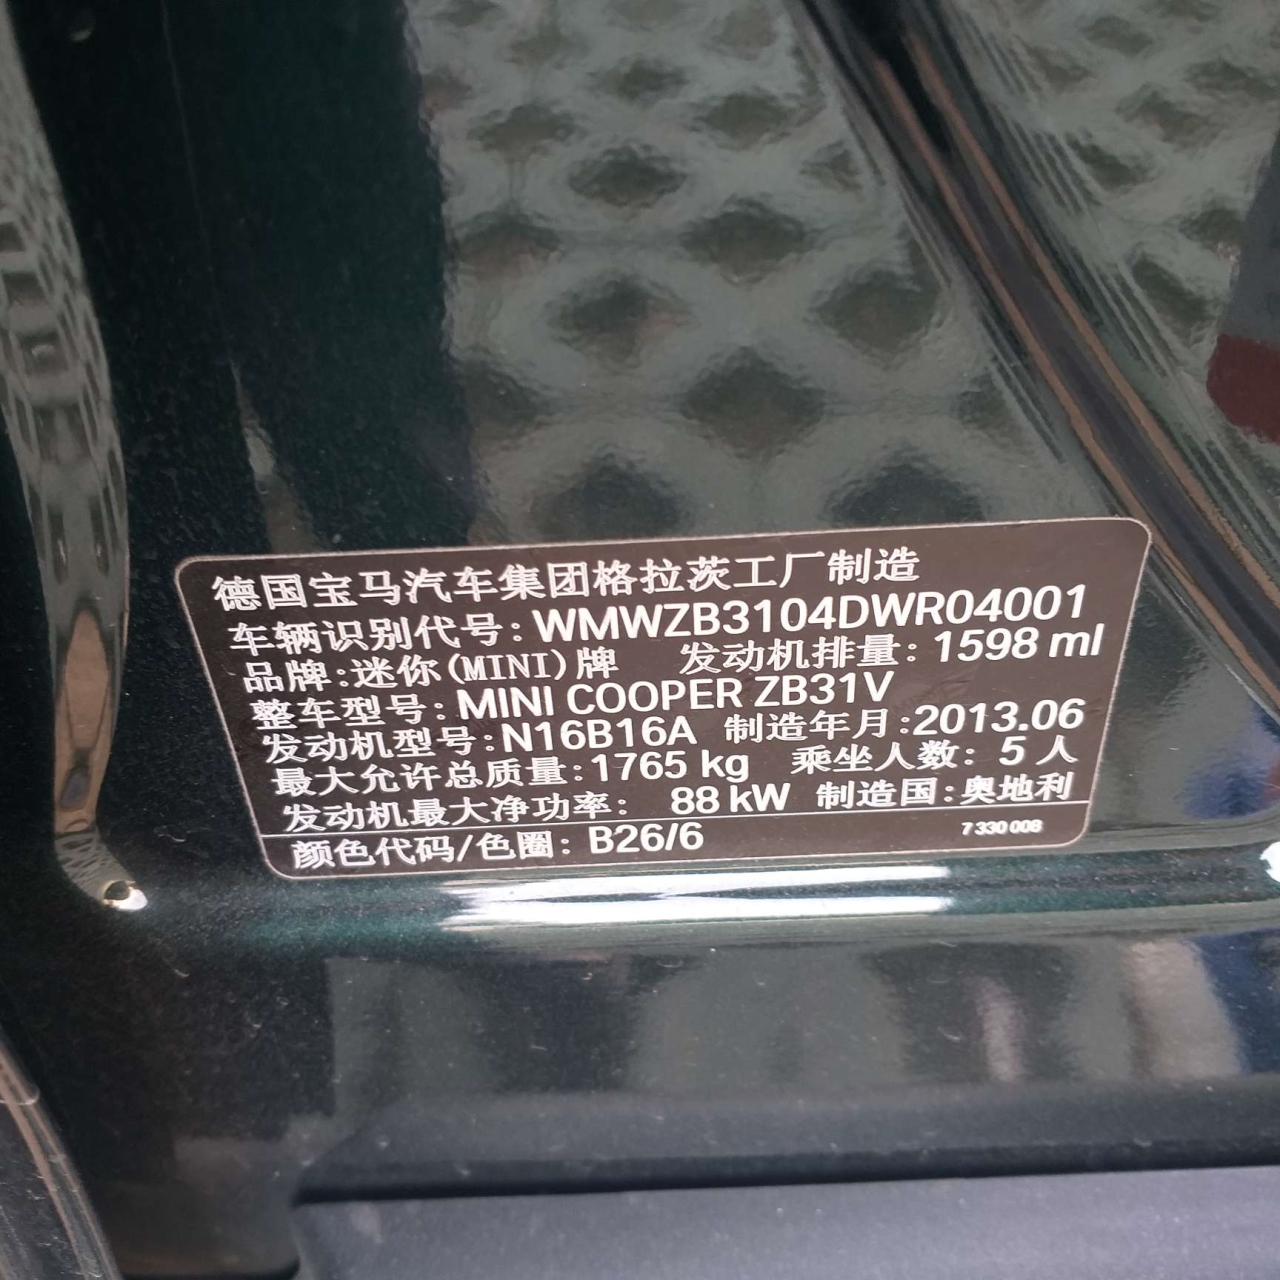 德国宝马汽车集团格拉茨工厂制造
车辆识别代号: WMWZB3104DWR04001
品牌:迷你(MINI)牌 发动机排量: 1598 ml
整车型号: MINI COOPER ZB31V
发动机型号:N16B16A 制造年月:2013.06
最大允许总质量:1765 kg 乘坐人数: 5 人
发动机最大净功率: 88 kW 制造国:奥地利
颜色代码/色圈: B26/6 7 330 008